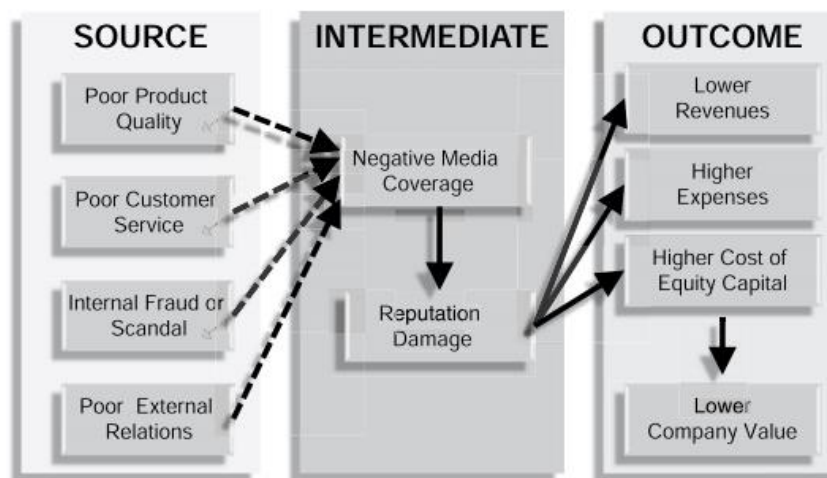 SOURCE
Poor Product
Quality
Poor Customer
Service
Internal Fraud or
Scandal
Poor External
Relations
INTERMEDIATE
Negative Media
Coverage
Reputation
Damage
OUTCOME
Lower
Revenues
Higher
Expenses
Higher Cost of
Equity Capital
Lower
Company Value